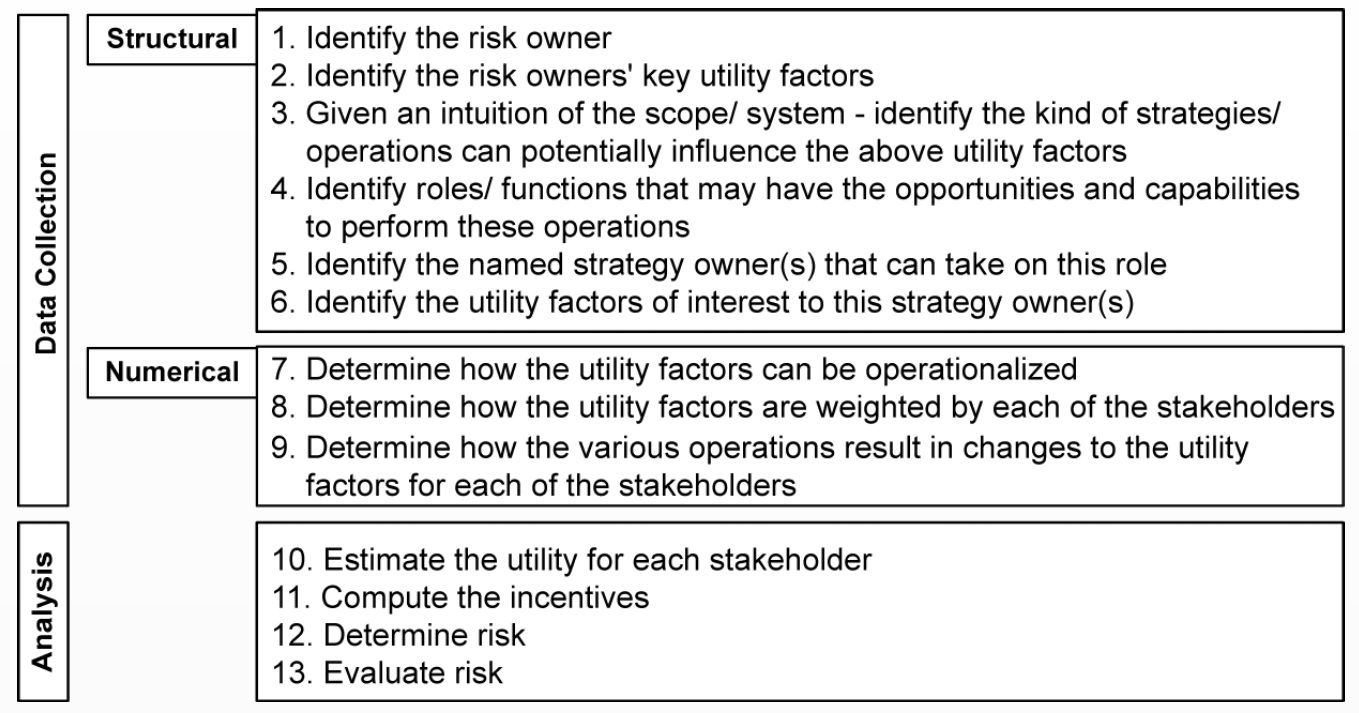 Data Collection
Structural
1. Identify the risk owner
2. Identify the risk owners' key utility factors
3. Given an intuition of the scope/ system - identify the kind of strategies/
operations can potentially influence the above utility factors
4. Identify roles/ functions that may have the opportunities and capabilities
to perform these operations
5. Identify the named strategy owner(s) that can take on this role
6. Identify the utility factors of interest to this strategy owner(s)
Numerical
7. Determine how the utility factors can be operationalized
8. Determine how the utility factors are weighted by each of the stakeholders
9. Determine how the various operations result in changes to the utility
factors for each of the stakeholders
Analysis
10. Estimate the utility for each stakeholder
11. Compute the incentives
12. Determine risk
13. Evaluate risk